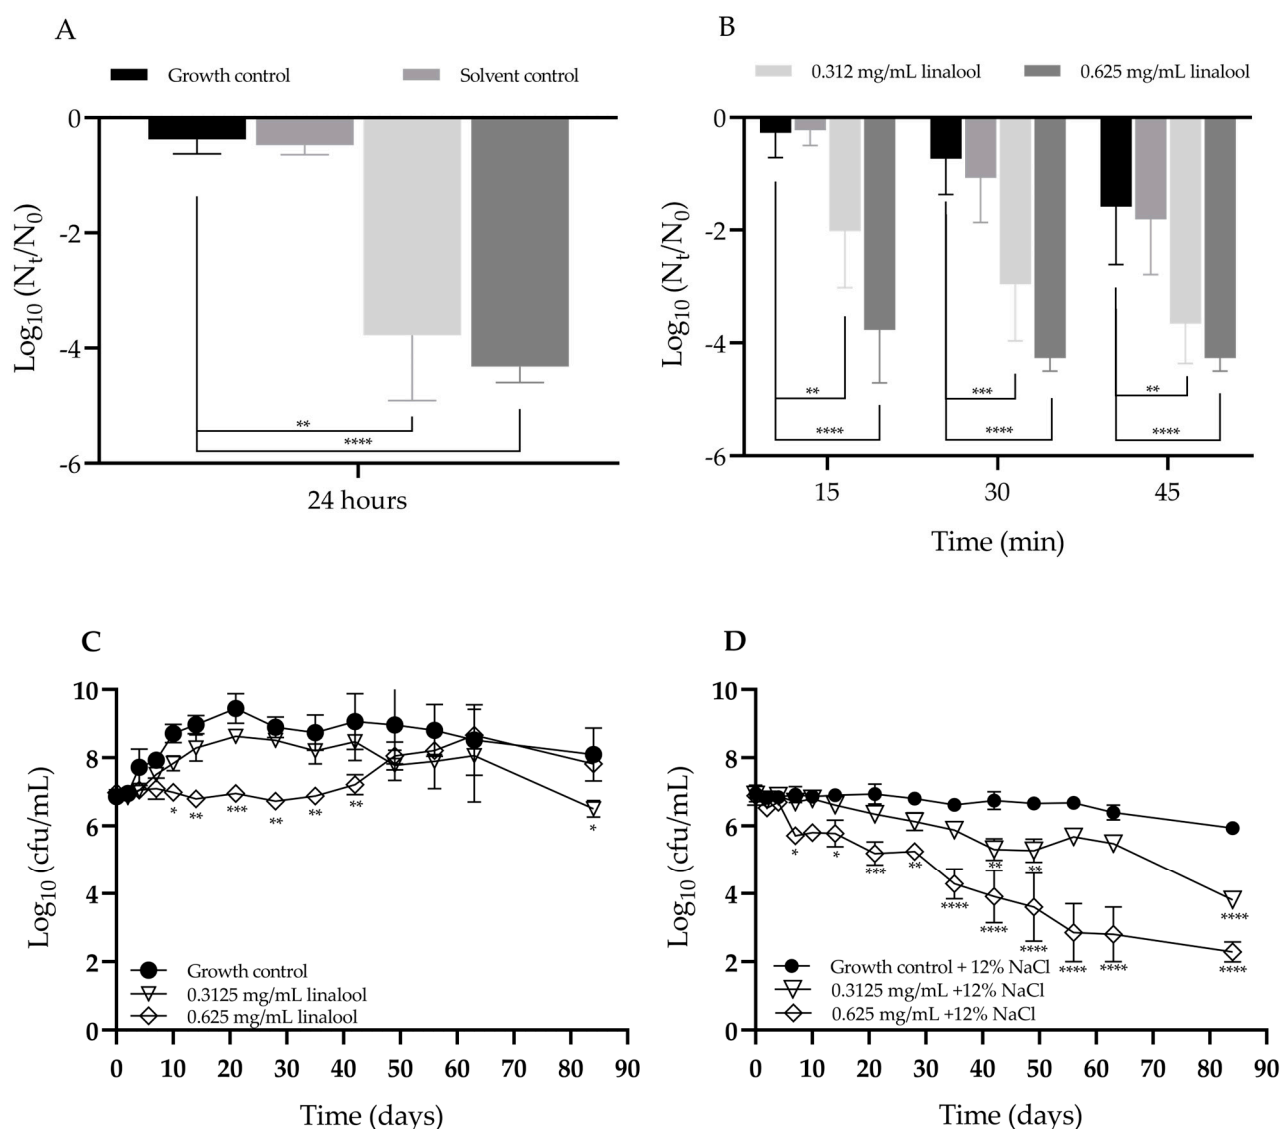 A
Growth control
Solvent control
0
-2
-4
-6
Log10 (Nt/N0)
**
****
24 hours
B
0.312 mg/mL linalool
0.625 mg/mL linalool
0
-2
-4
-6
Log10 (Nt/N0)
** *** **
**** **** ****
15 30 45
Time (min)
C
10
8
6
4
2
0
Log10 (cfu/mL)
* ** *** ** ** ** *
Growth control
0.3125 mg/mL linalool
0.625 mg/mL linalool
0 10 20 30 40 50 60 70 80 90
Time (days)
D
10
8
6
4
2
0
Log10 (cfu/mL)
** ** ****
* * *** ** **** **** **** **** **** ****
Growth control + 12% NaCl
0.3125 mg/mL +12% NaCl
0.625 mg/mL +12% NaCl
0 10 20 30 40 50 60 70 80 90
Time (days)